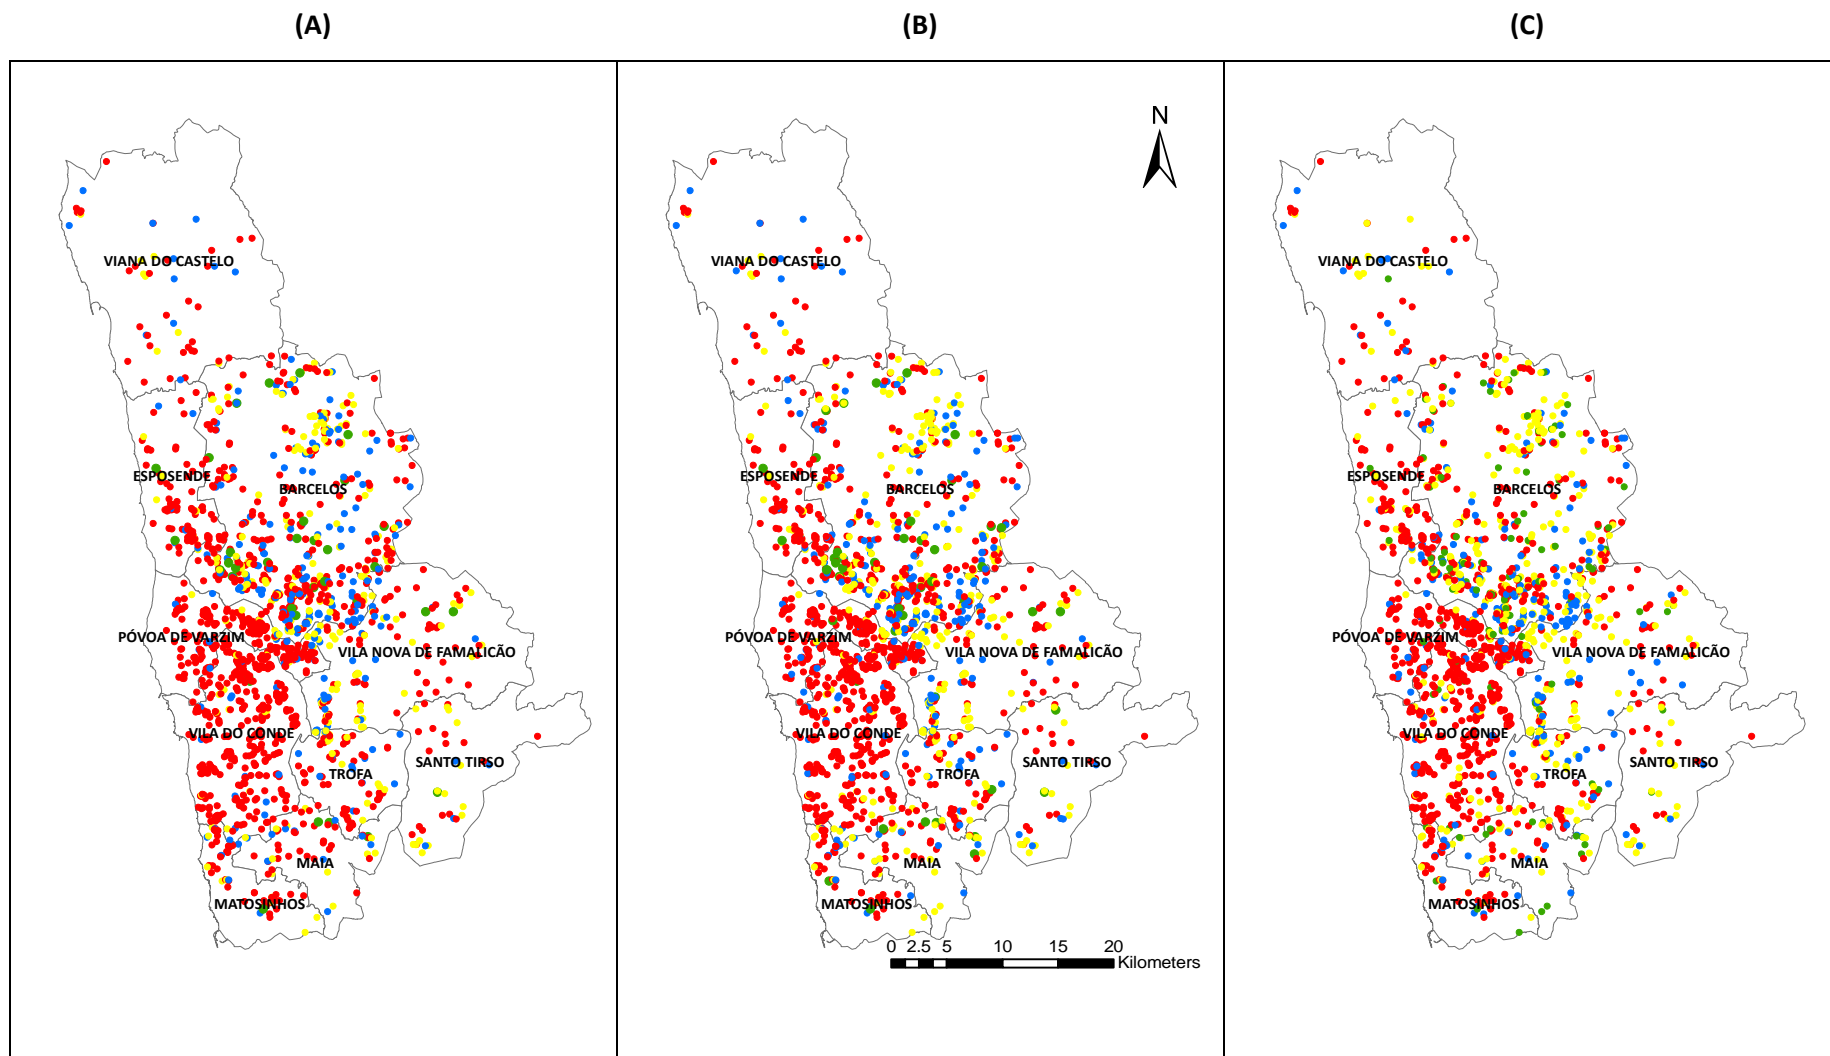 (A)
(B)
(C)
VIANA DO CASTELO
ESPOSENDE
BARCELOS
PÓVOA DE VARZIM
VILA NOVA DE FAMALICÃO
VILA DO CONDE
TROFA
SANTO TIRSO
MAIA
MATOSINHOS
N
VIANA DO CASTELO
ESPOSENDE
BARCELOS
PÓVOA DE VARZIM
VILA NOVA DE FAMALICÃO
VILA DO CONDE
TROFA
SANTO TIRSO
MAIA
MATOSINHOS
0 2.5 5 10 15 20
Kilometers
VIANA DO CASTELO
ESPOSENDE
BARCELOS
PÓVOA DE VARZIM
VILA NOVA DE FAMALICÃO
VILA DO CONDE
TROFA
SANTO TIRSO
MAIA
MATOSINHOS